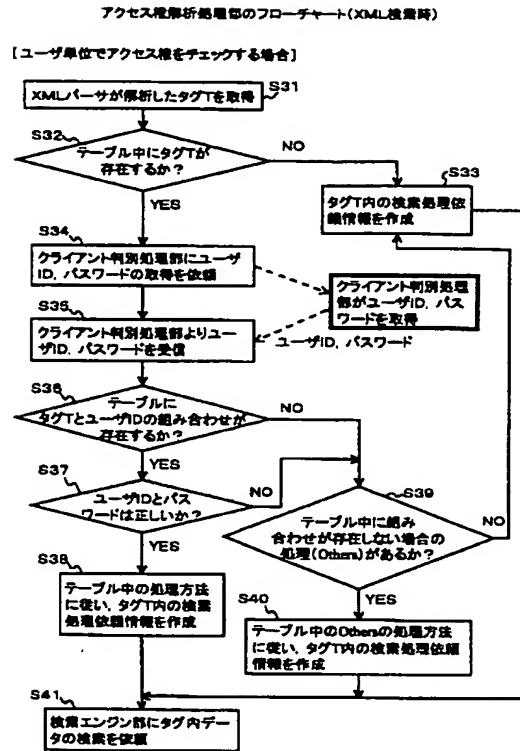 アクセス権解析処理部のフローチャート(XML検索時)
[ユーザ単位でアクセス権をチェックする場合]
S31
XMLパーサが解析したタグTを取得
S32
テーブル中にタグTが
存在するか?
NO
YES
S33
タグT内の検索処理依
頼情報を作成
S34
クライアント判別処理部にユーザ
ID, パスワードの取得を依頼
クライアント判別処理
部がユーザID, パス
ワードを取得
S35
クライアント判別処理部よりユー
ザID, パスワードを受信
ユーザID, パスワード
S36
テーブルに
タグTとユーザIDの組み合わせが
存在するか?
NO
YES
S37
ユーザIDとパス
ワードは正しいか?
NO
YES
S39
テーブル中に組み
合わせが存在しない場合の
処理(Others)があるか?
NO
YES
S38
テーブル中の処理方法
に従い, タグT内の検索
処理依頼情報を作成
S40
テーブル中のOthersの処理方法
に従い, タグT内の検索処理依頼
情報を作成
S41
検索エンジン部にタグ内デー
タの検索を依頼